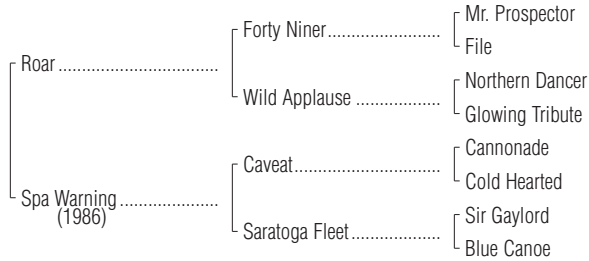 Mr. Prospector
Forty Niner
File
Roar
Northern Dancer
Wild Applause
Glowing Tribute
Cannonade
Caveat
Cold Hearted
Spa Warning
(1986)
Sir Gaylord
Saratoga Fleet
Blue Canoe